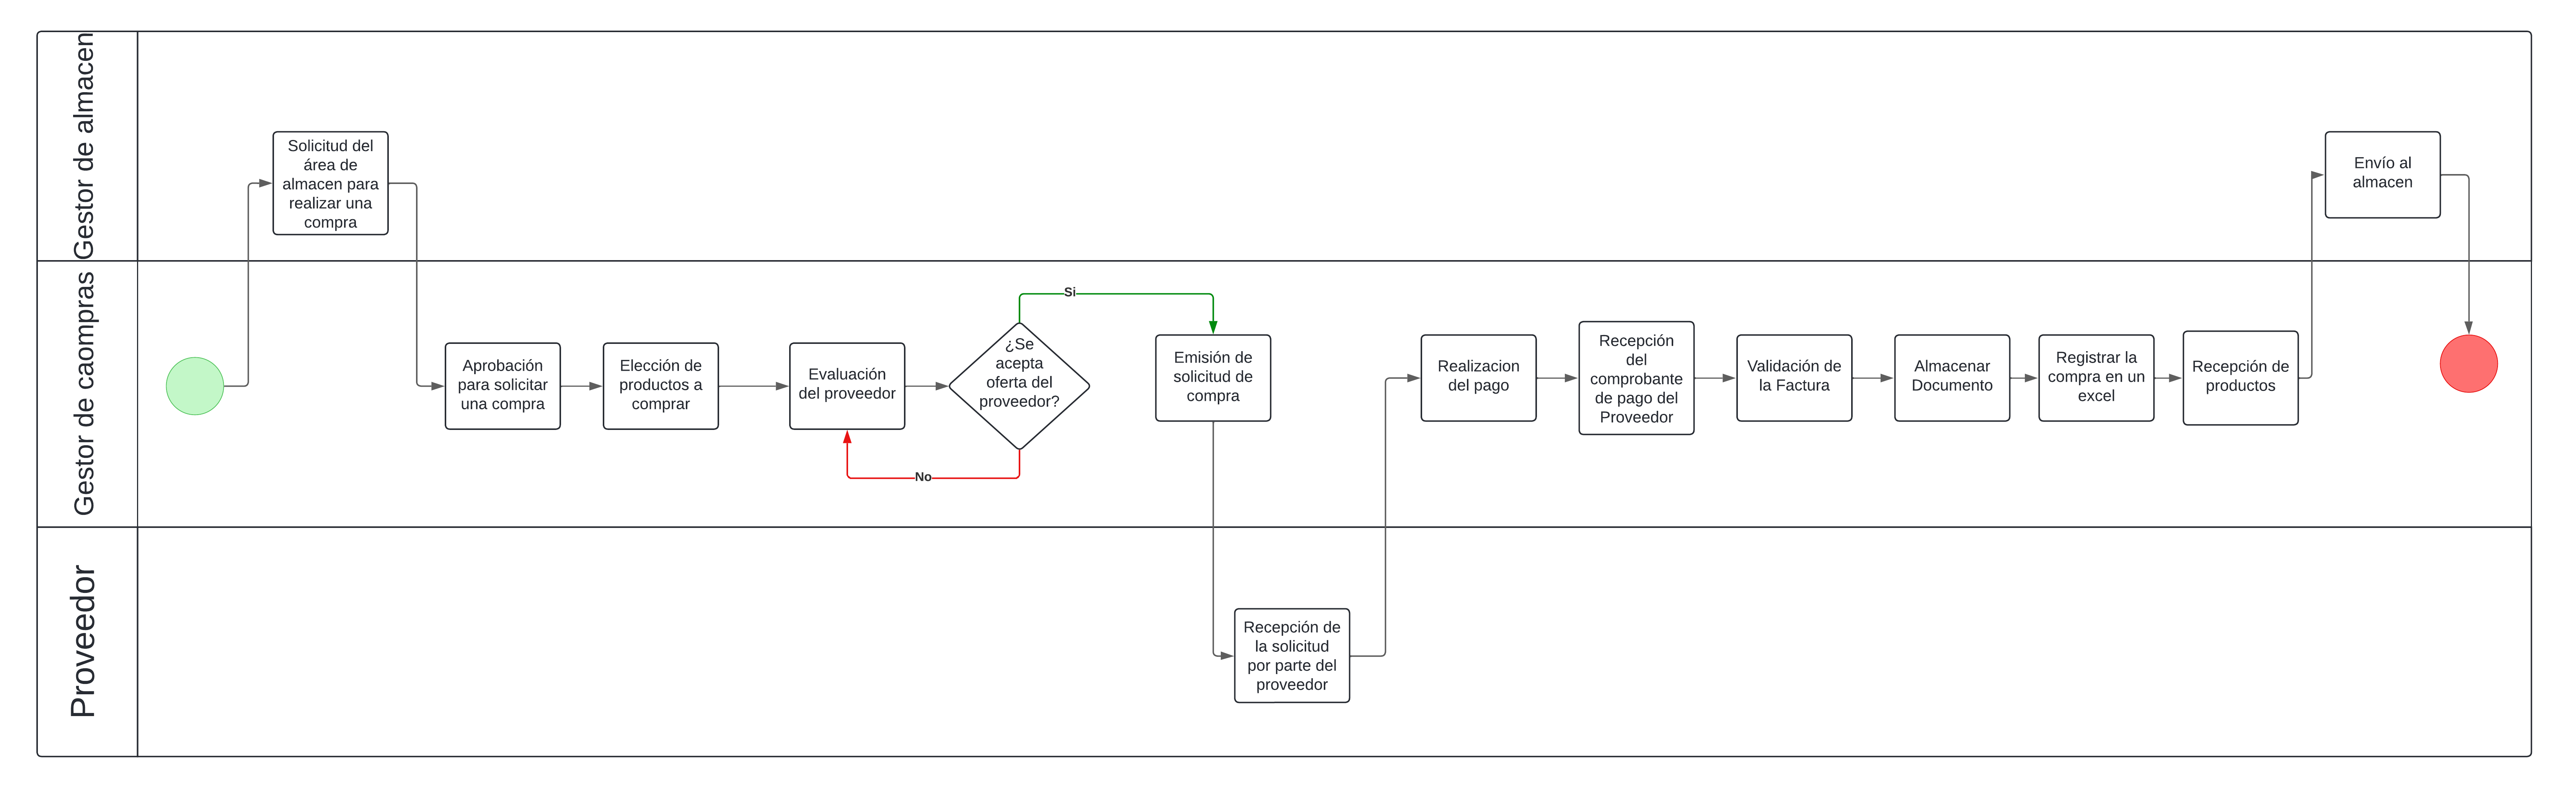 Gestor de almacen
Solicitud del
área de
almacen para
realizar una
compra
Envío al
almacen
Gestor de caompras
Aprobación
para solicitar
una compra
Elección de
productos a
comprar
Evaluación
del proveedor
¿Se
acepta
oferta del
proveedor?
Si
No
Emisión de
solicitud de
compra
Realizacion
del pago
Recepción
del
comprobante
de pago del
Proveedor
Validación de
la Factura
Almacenar
Documento
Registrar la
compra en un
excel
Recepción de
productos
Proveedor
Recepción de
la solicitud
por parte del
proveedor